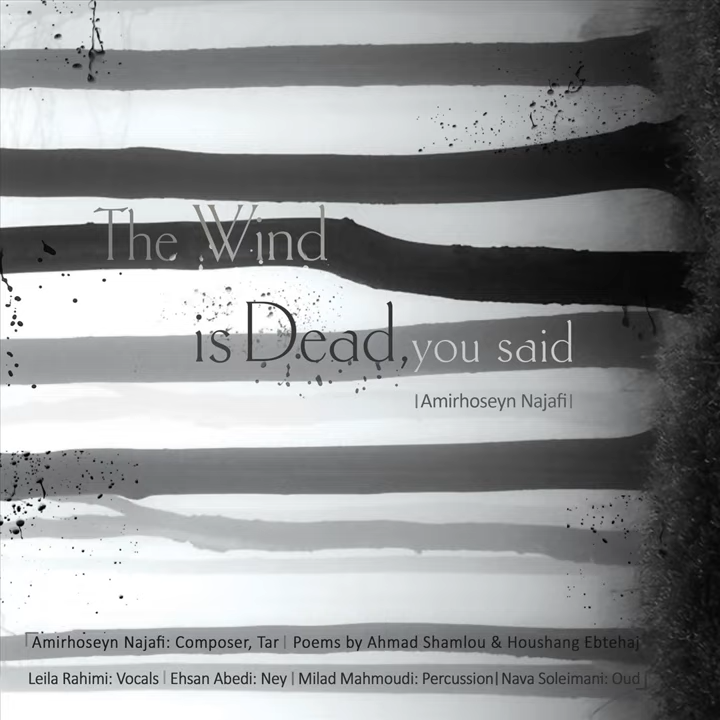 The Wind
is Dead, you said
|Amirhoseyn Najafi|
Amirhoseyn Najafi: Composer, Tar | Poems by Ahmad Shamlou & Houshang Ebtehaj
Leila Rahimi: Vocals | Ehsan Abedi: Ney | Milad Mahmoudi: Percussion | Nava Soleimani: Oud